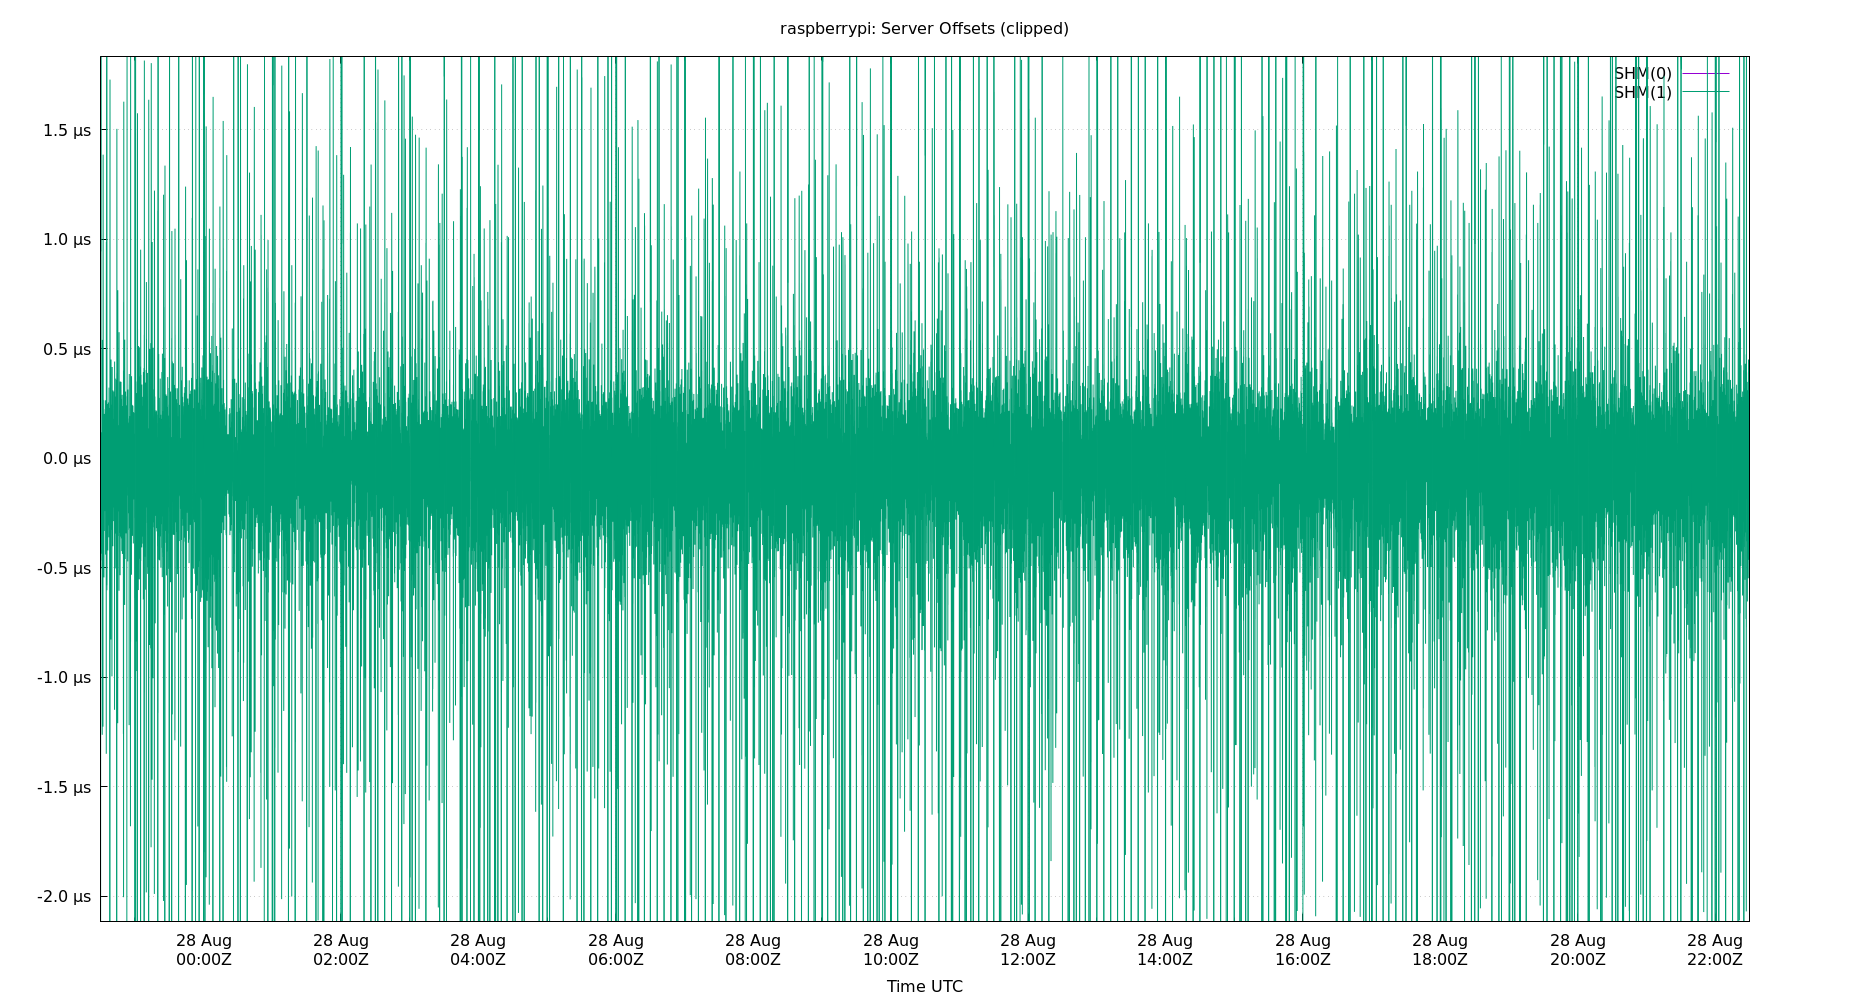 raspberrypi: Server Offsets (clipped)
SHM(0)
SHM(1)
1.5 µs
1.0 µs
0.5 µs
0.0 µs
-0.5 µs
-1.0 µs
-1.5 µs
-2.0 µs
28 Aug 28 Aug 28 Aug 28 Aug 28 Aug 28 Aug 28 Aug 28 Aug 28 Aug 28 Aug 28 Aug 28 Aug
00:00Z 02:00Z 04:00Z 06:00Z 08:00Z 10:00Z 12:00Z 14:00Z 16:00Z 18:00Z 20:00Z 22:00Z
Time UTC